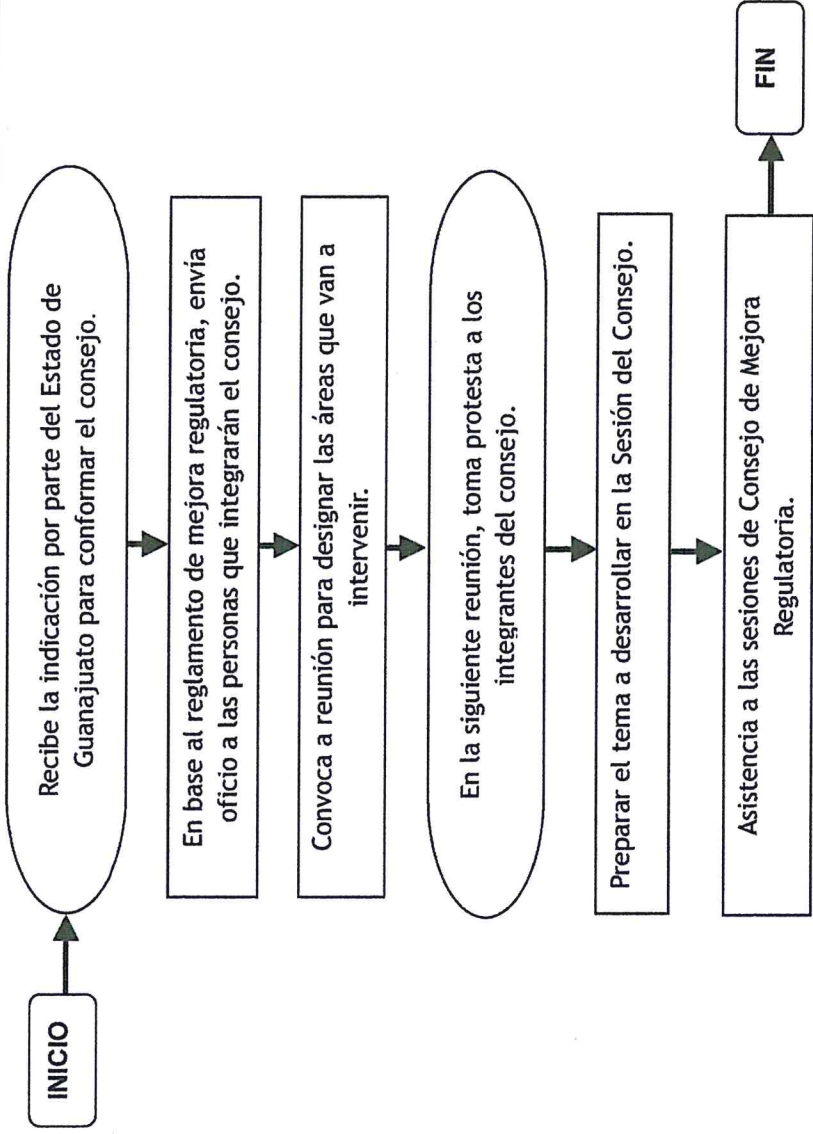 INICIO
Recibe la indicación por parte del Estado de
Guanajuato para conformar el consejo.
En base al reglamento de mejora regulatoria, envía
oficio a las personas que integrarán el consejo.
Convoca a reunión para designar las áreas que van a
intervenir.
En la siguiente reunión, toma protesta a los
integrantes del consejo.
Preparar el tema a desarrollar en la Sesión del Consejo.
Asistencia a las sesiones de Consejo de Mejora
Regulatoria.
FIN